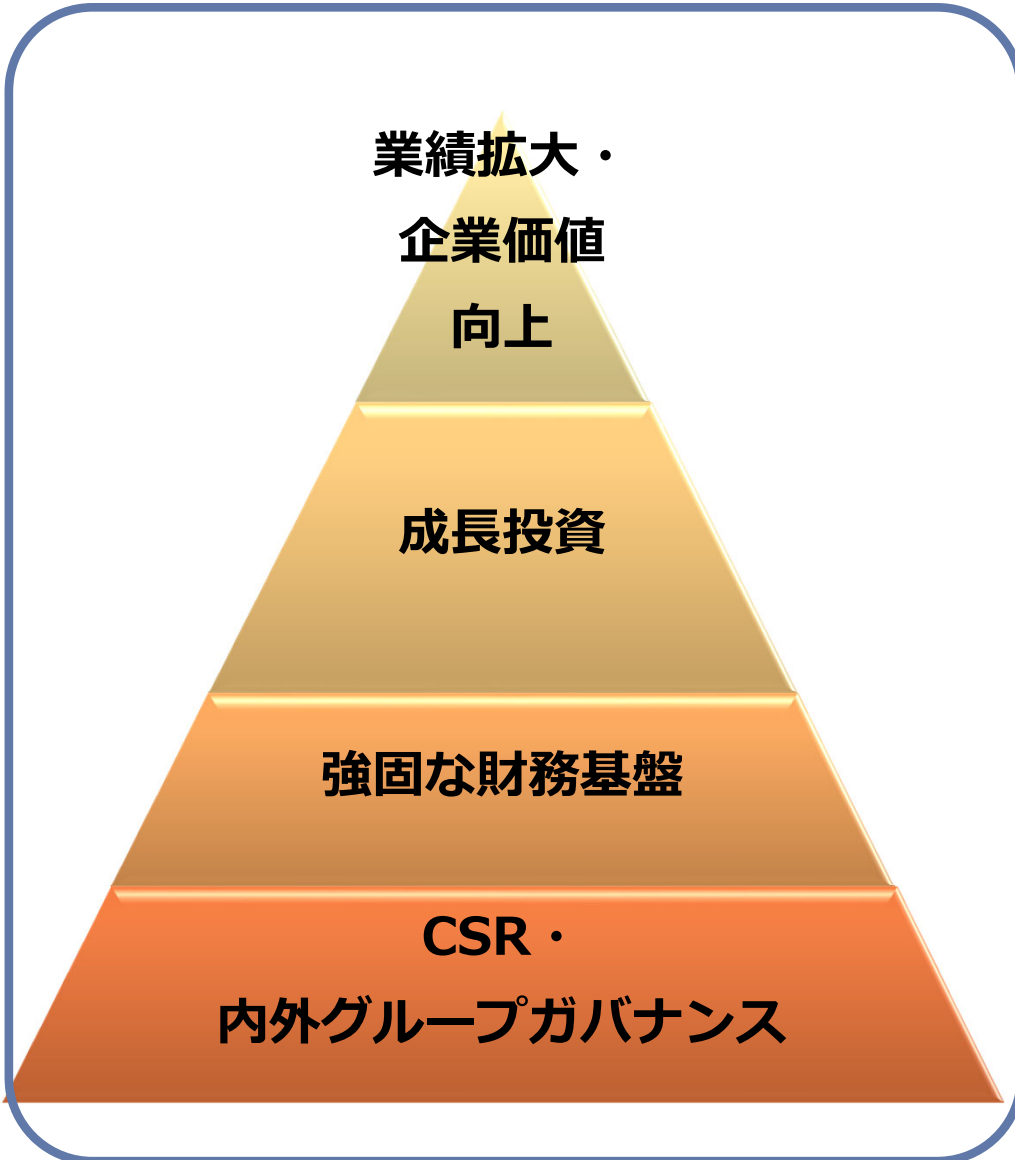 業績拡大・
企業価値
向上
成長投資
強固な財務基盤
CSR・
内外グループガバナンス